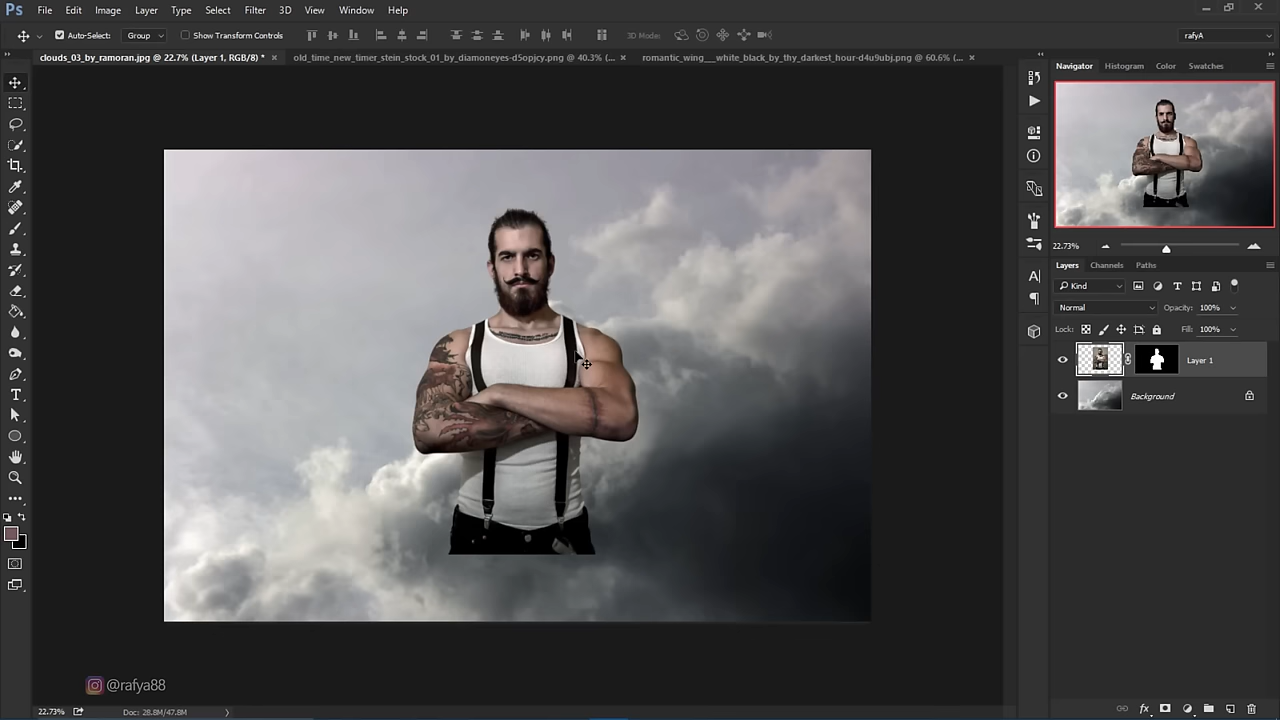 Ps File Edit Image Layer Type Select Filter 3D View Window Help
Auto-Select: Group Show Transform Controls 3D Mode: rafyA
clouds_03_by_ramoran.jpg @ 22.7% (Layer 1, RGB/8) * × old_time_new_timer_stein_stock_01_by_diamoneyes-d5opjcy.png @ 40.3% (... × romantic_wing___white_black_by_thy_darkest_hour-d4u9ubj.png @ 60.6% (... ×
Navigator Histogram Color Swatches
22.73%
Layers Channels Paths
Kind
Normal Opacity: 100%
Lock: Fill: 100%
Layer 1
Background
@rafya88
22.73% Doc: 28.8M/47.8M